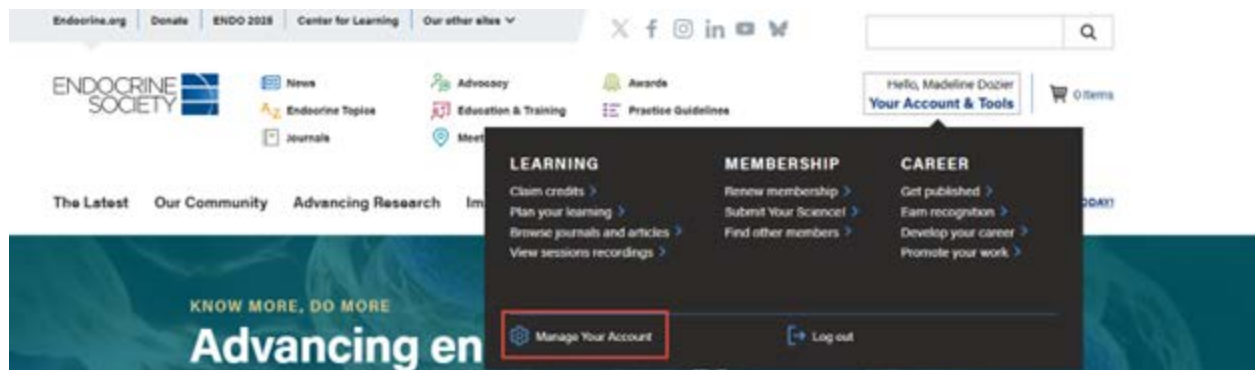 Endocrine.org Donate ENDO 2025 Center for Learning Our other sites
ENDOCRINE SOCIETY
News
Endocrine Topics
Journals
Advocacy
Education & Training
Meet
Awards
Practice Guidelines
Hello, Madeline Dozier
Your Account & Tools
0 Items
The Latest Our Community Advancing Research Im
ODAY!
LEARNING
Claim credits >
Plan your learning >
Browse journals and articles >
View sessions recordings >
MEMBERSHIP
Renew membership >
Submit Your Science! >
Find other members >
CAREER
Get published >
Earn recognition >
Develop your career >
Promote your work >
Manage Your Account
Log out
KNOW MORE, DO MORE
Advancing en